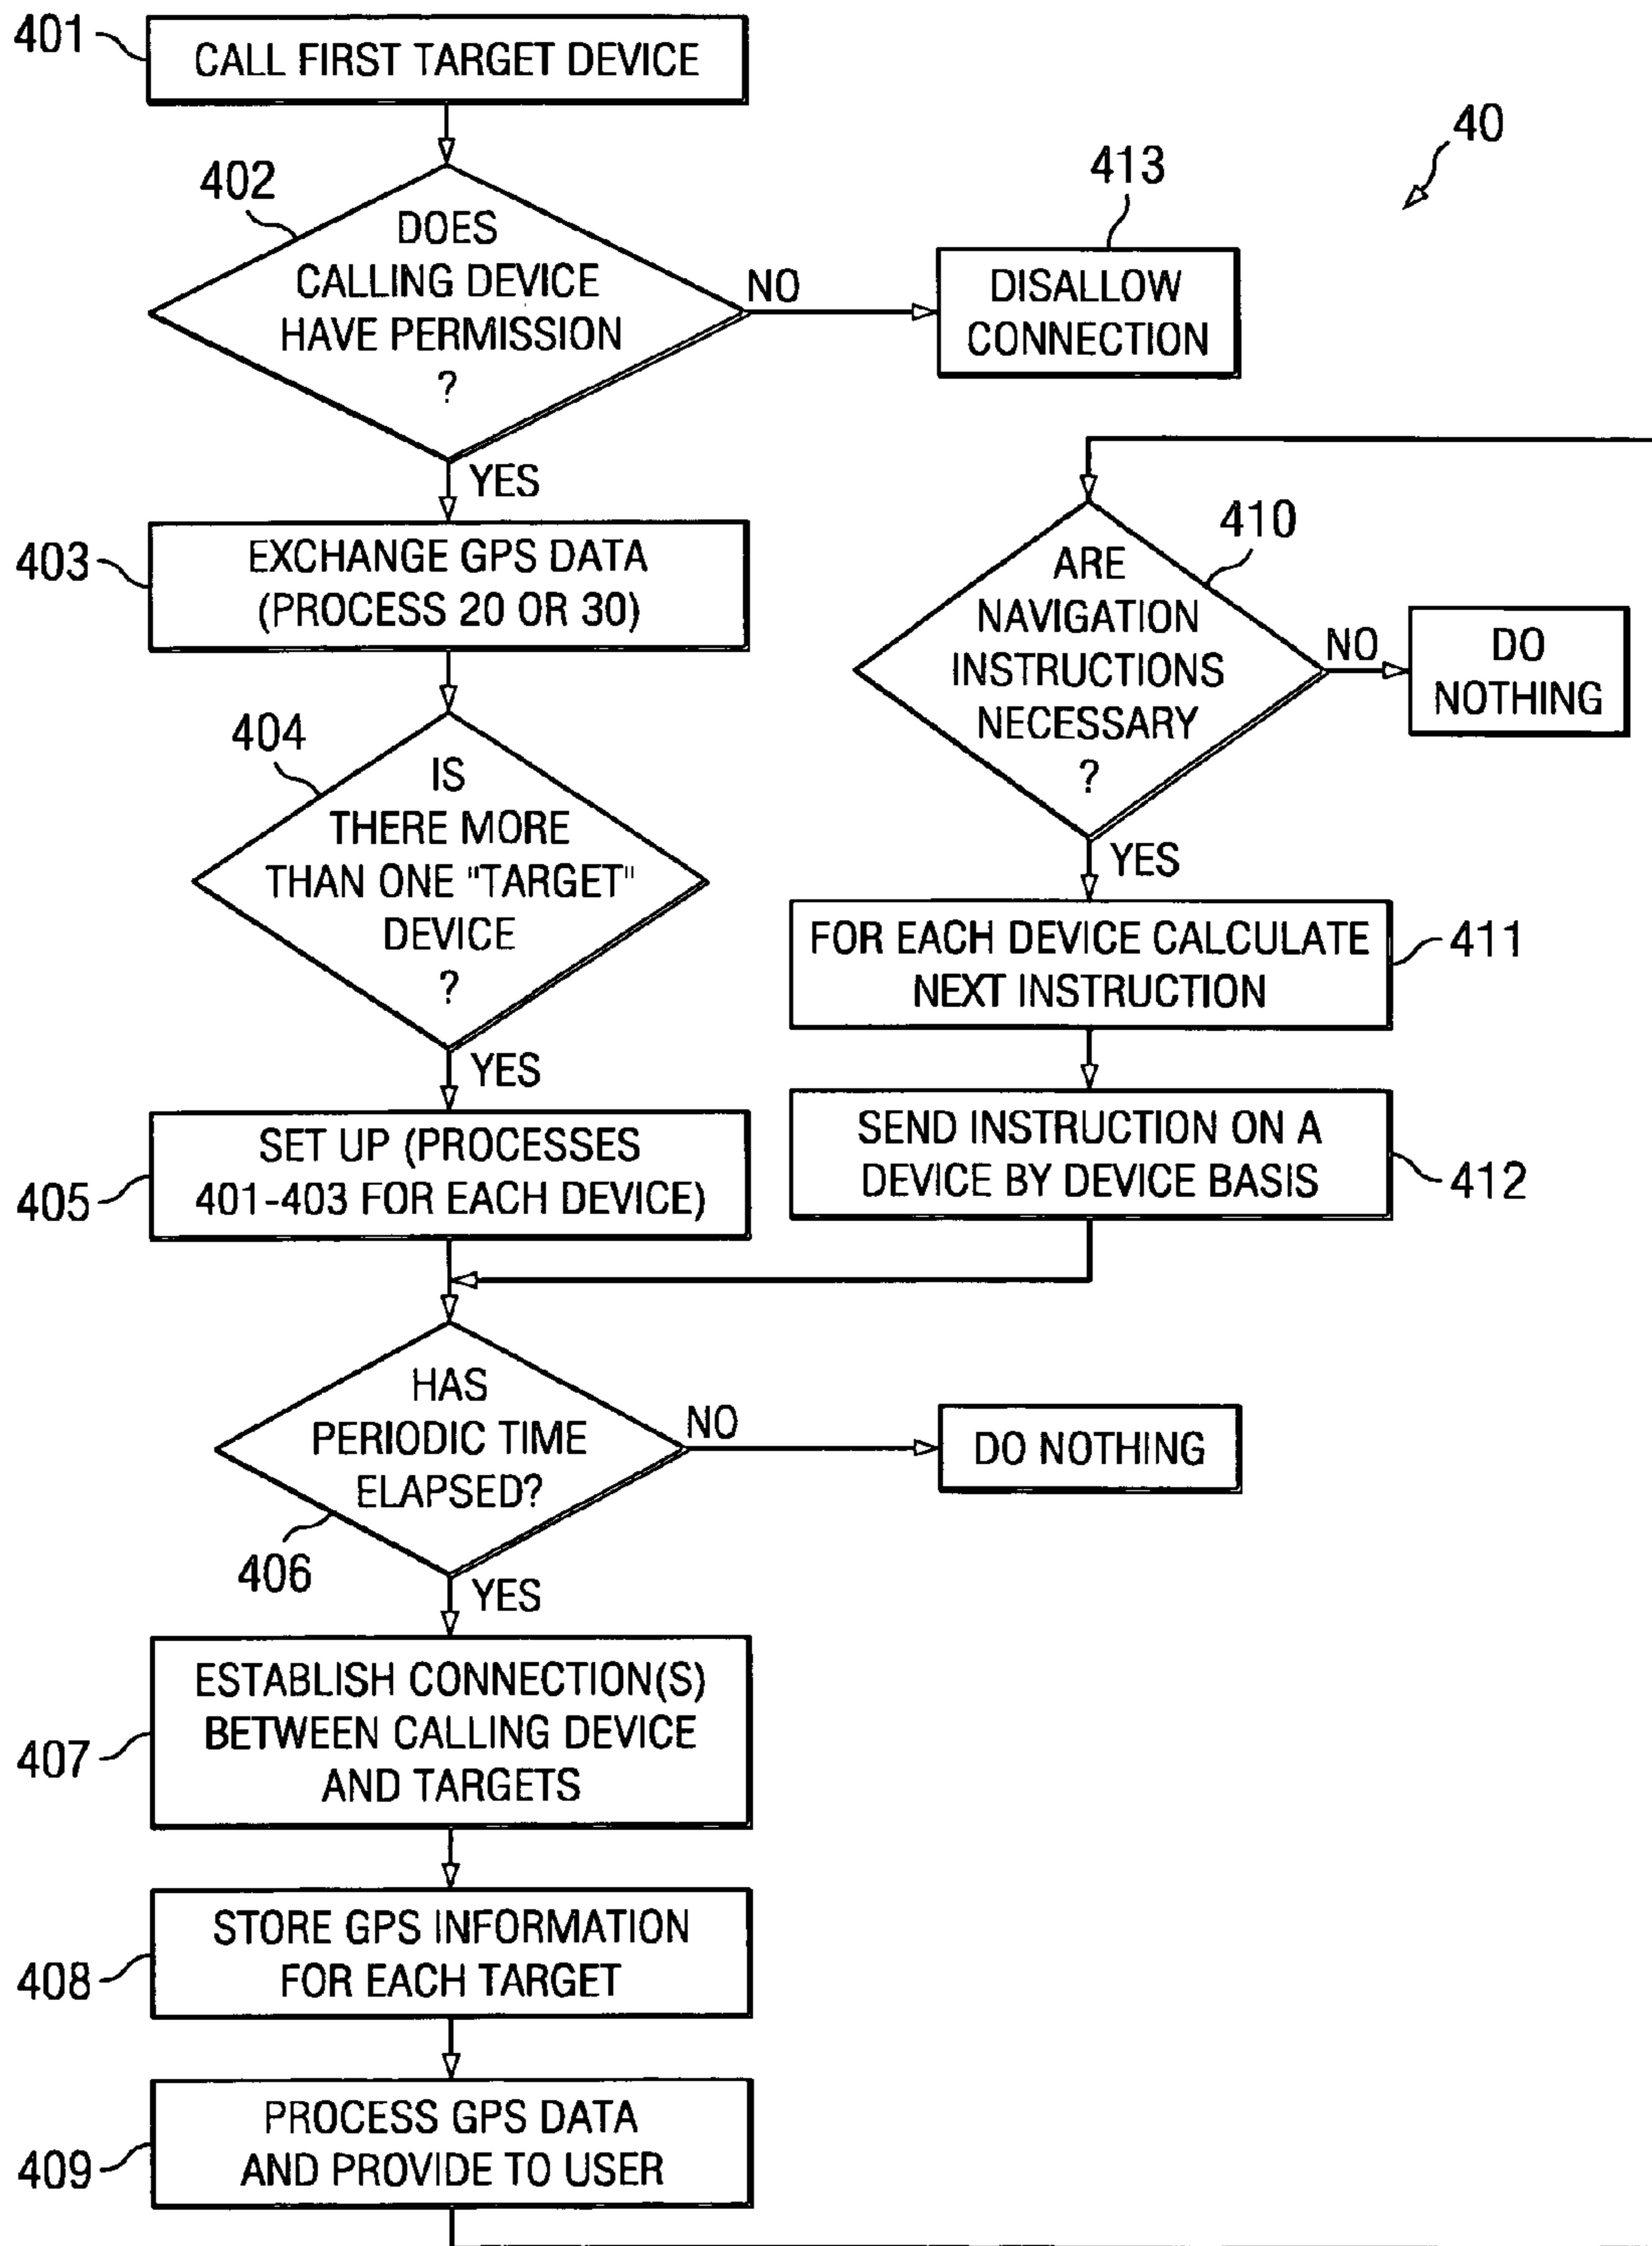 401
CALL FIRST TARGET DEVICE
40
402
DOES
CALLING DEVICE
HAVE PERMISSION
?
NO
413
DISALLOW
CONNECTION
YES
403
EXCHANGE GPS DATA
(PROCESS 20 OR 30)
404
IS
THERE MORE
THAN ONE "TARGET"
DEVICE
?
YES
405
SET UP (PROCESSES
401-403 FOR EACH DEVICE)
HAS
PERIODIC TIME
ELAPSED?
406
NO
DO NOTHING
YES
407
ESTABLISH CONNECTION(S)
BETWEEN CALLING DEVICE
AND TARGETS
408
STORE GPS INFORMATION
FOR EACH TARGET
409
PROCESS GPS DATA
AND PROVIDE TO USER
410
ARE
NAVIGATION
INSTRUCTIONS
NECESSARY
?
NO
DO
NOTHING
YES
FOR EACH DEVICE CALCULATE
NEXT INSTRUCTION
411
SEND INSTRUCTION ON A
DEVICE BY DEVICE BASIS
412